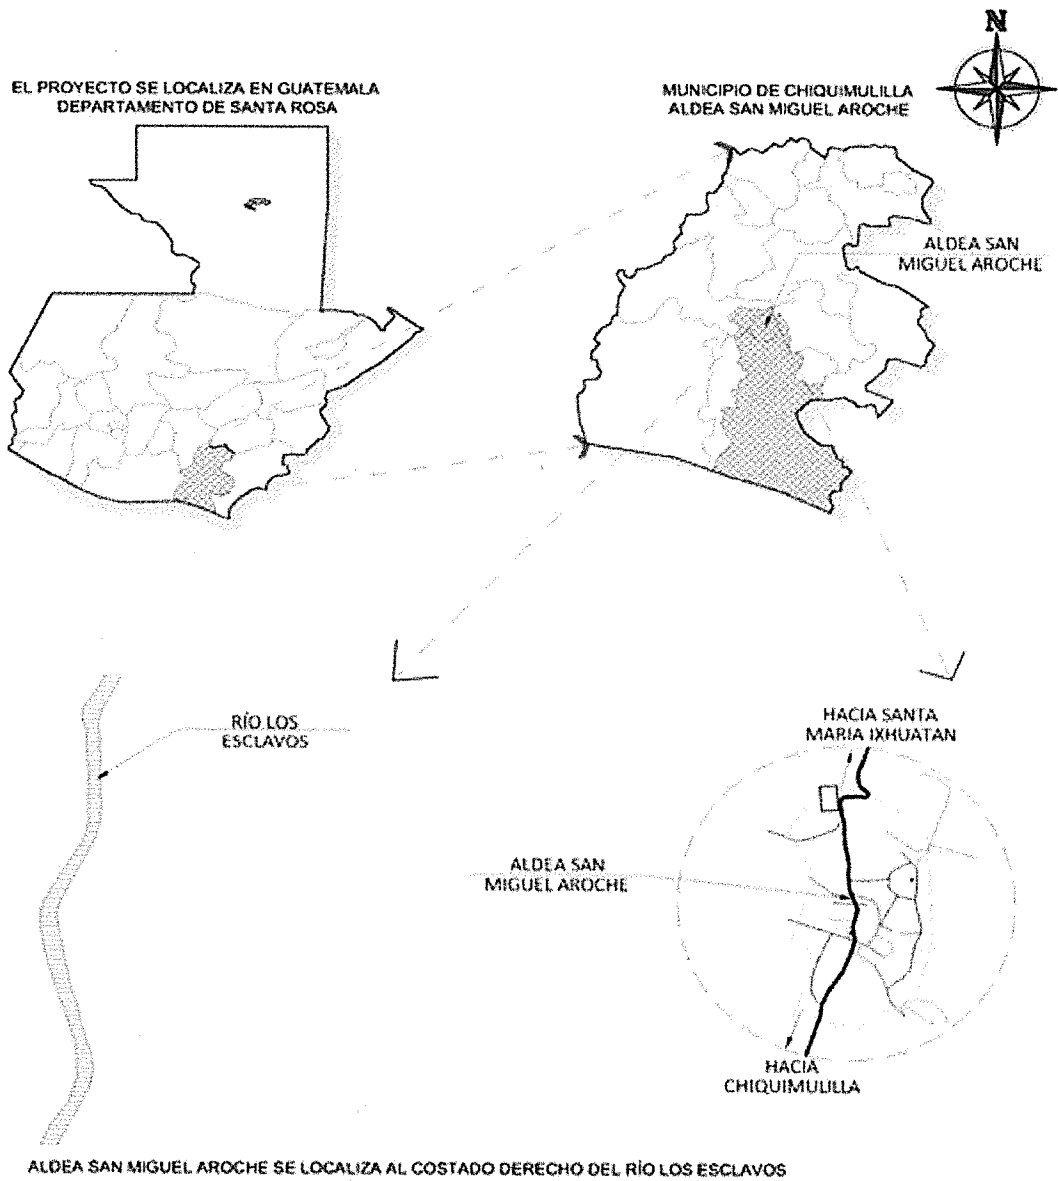 N
EL PROYECTO SE LOCALIZA EN GUATEMALA
DEPARTAMENTO DE SANTA ROSA
MUNICIPIO DE CHIQUIMULILLA
ALDEA SAN MIGUEL AROCHE
ALDEA SAN
MIGUEL AROCHE
RÍO LOS
ESCLAVOS
HACIA SANTA
MARIA IXHUATAN
ALDEA SAN
MIGUEL AROCHE
HACIA
CHIQUIMULILLA
ALDEA SAN MIGUEL AROCHE SE LOCALIZA AL COSTADO DERECHO DEL RÍO LOS ESCLAVOS